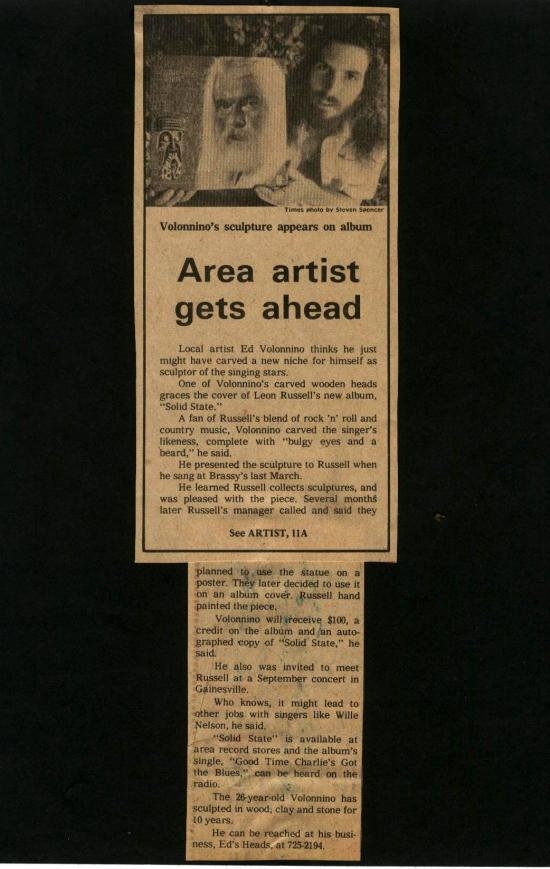 Times photo by Steven Spencer
Volonnino's sculpture appears on album
Area artist
gets ahead
Local artist Ed Volonnino thinks he just
might have carved a new niche for himself as
sculptor of the singing stars.
One of Volonnino's carved wooden heads
graces the cover of Leon Russell's new album,
"Solid State."
A fan of Russell's blend of rock 'n' roll and
country music, Volonnino carved the singer's
likeness, complete with "bulgy eyes and a
beard," he said.
He presented the sculpture to Russell when
he sang at Brassy's last March.
He learned Russell collects sculptures, and
was pleased with the piece. Several months
later Russell's manager called and said they
See ARTIST, 11A
planned to use the statue on a
poster. They later decided to use it
on an album cover. Russell hand
painted the piece.
Volonnino will receive $100, a
credit on the album and an auto-
graphed copy of "Solid State," he
said.
He also was invited to meet
Russell at a September concert in
Gainesville.
Who knows, it might lead to
other jobs with singers like Wille
Nelson, he said.
"Solid State" is available at
area record stores and the album's
single, "Good Time Charlie's Got
the Blues," can be heard on the
radio.
The 26-year-old Volonnino has
sculpted in wood, clay and stone for
10 years.
He can be reached at his busi-
ness, Ed's Heads, at 725-2194.